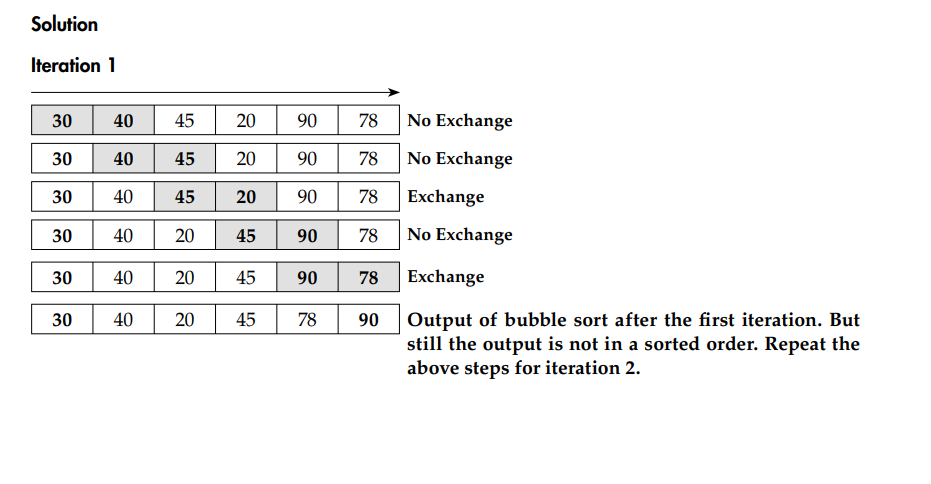 Solution
Iteration 1
30 40 45 20 90 78 No Exchange
30 40 45 20 90 78 No Exchange
30 40 45 20 90 78 Exchange
30 40 20 45 90 78 No Exchange
30 40 20 45 90 78 Exchange
30 40 20 45 78 90 Output of bubble sort after the first iteration. But
still the output is not in a sorted order. Repeat the
above steps for iteration 2.